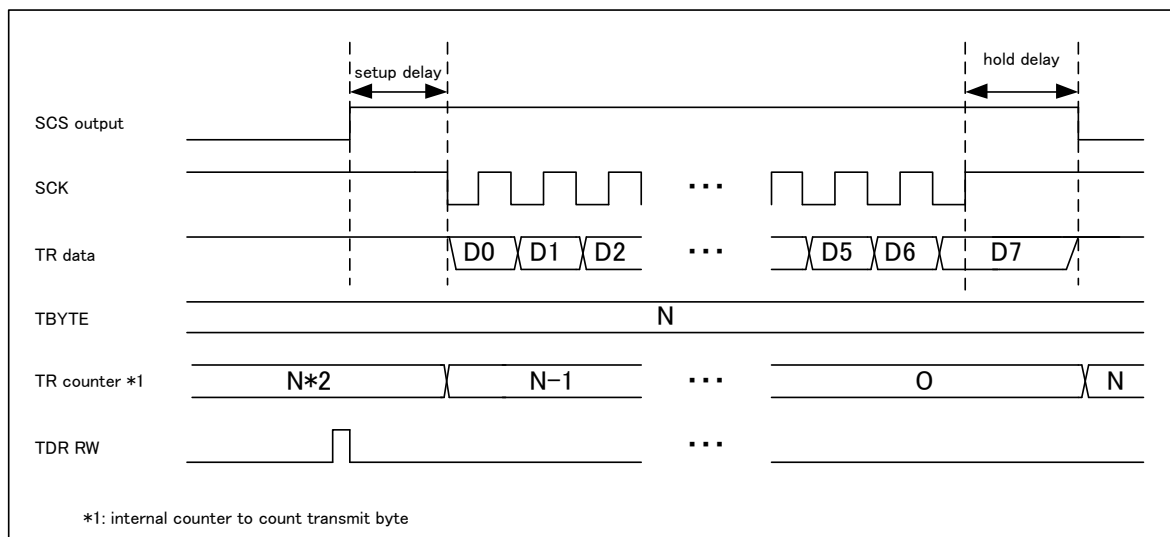 setup delay
hold delay
SCS output
SCK
...
TR data
D0 D1 D2 ... D5 D6 D7
TBYTE
N
TR counter *1
N*2 N-1 ... O N
TDR RW
...
*1: internal counter to count transmit byte